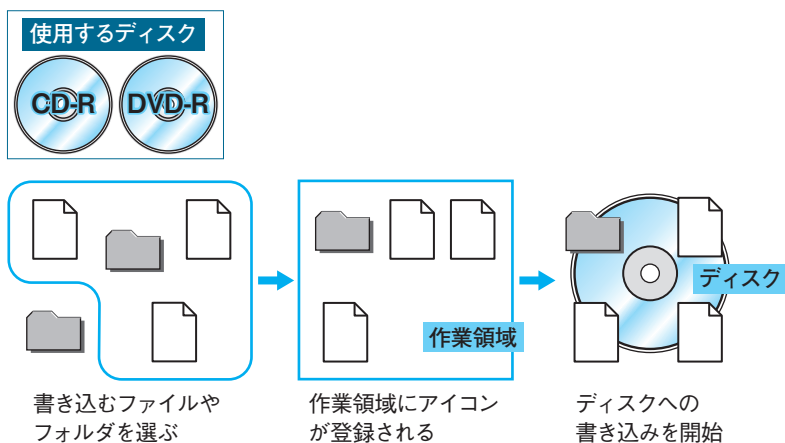 使用するディスク
CD-R
DVD-R
作業領域
ディスク
書き込むファイルや
フォルダを選ぶ
作業領域にアイコン
が登録される
ディスクへの
書き込みを開始